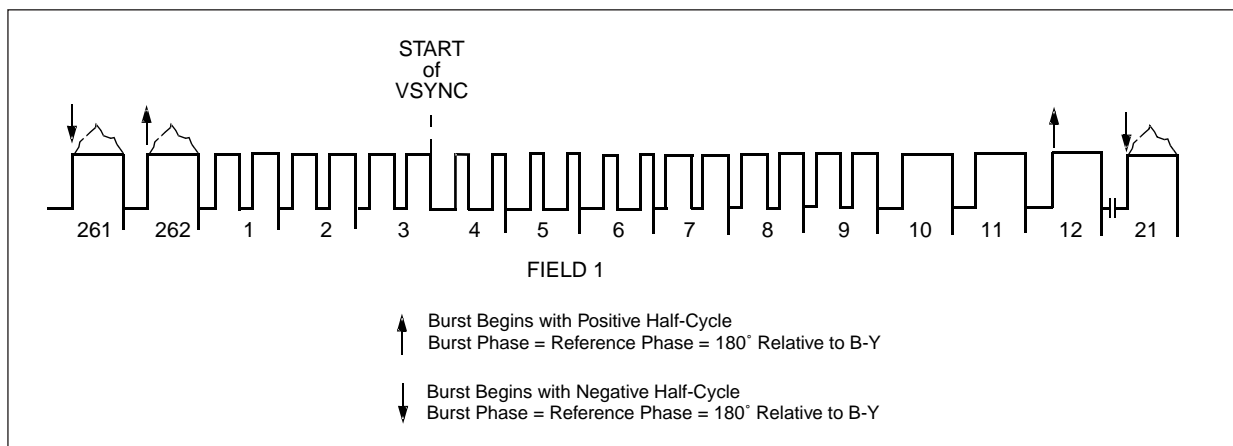 START
of
VSYNC
261 262 1 2 3 4 5 6 7 8 9 10 11 12 21
FIELD 1
Burst Begins with Positive Half-Cycle
Burst Phase = Reference Phase = 180˚ Relative to B-Y
Burst Begins with Negative Half-Cycle
Burst Phase = Reference Phase = 180˚ Relative to B-Y